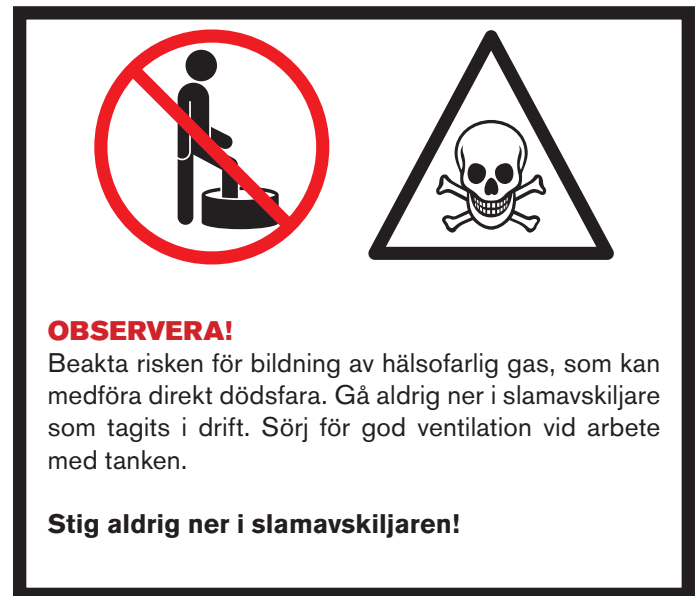 OBSERVERA!
Beakta risken för bildning av hälsofarlig gas, som kan
medföra direkt dödsfara. Gå aldrig ner i slamavskiljare
som tagits i drift. Sörj för god ventilation vid arbete
med tanken.
Stig aldrig ner i slamavskiljaren!